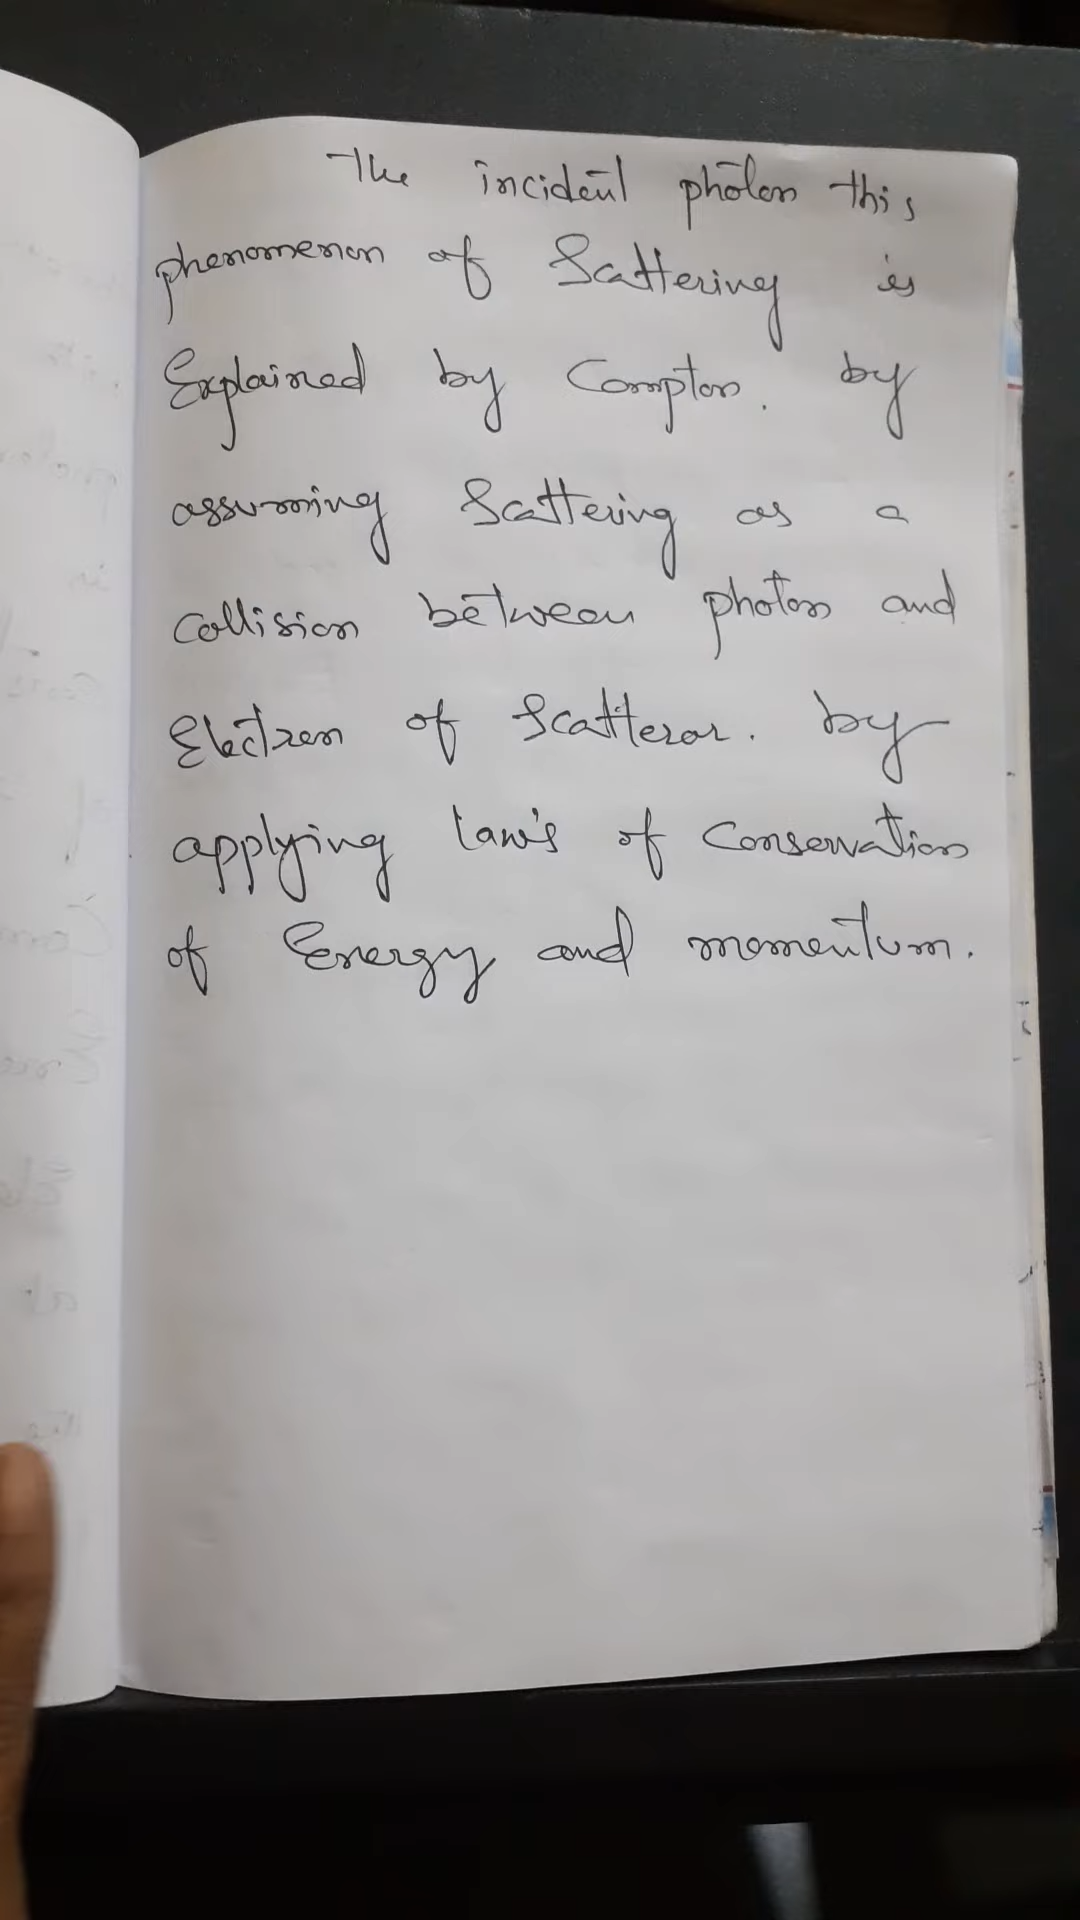 The incident photon this
phenomenon of Scattering is
Explained by Compton. by
assuming Scattering as a
Collision between photon and
Electron of Scatteror. by
applying law's of Conservation
of Energy and momentum.